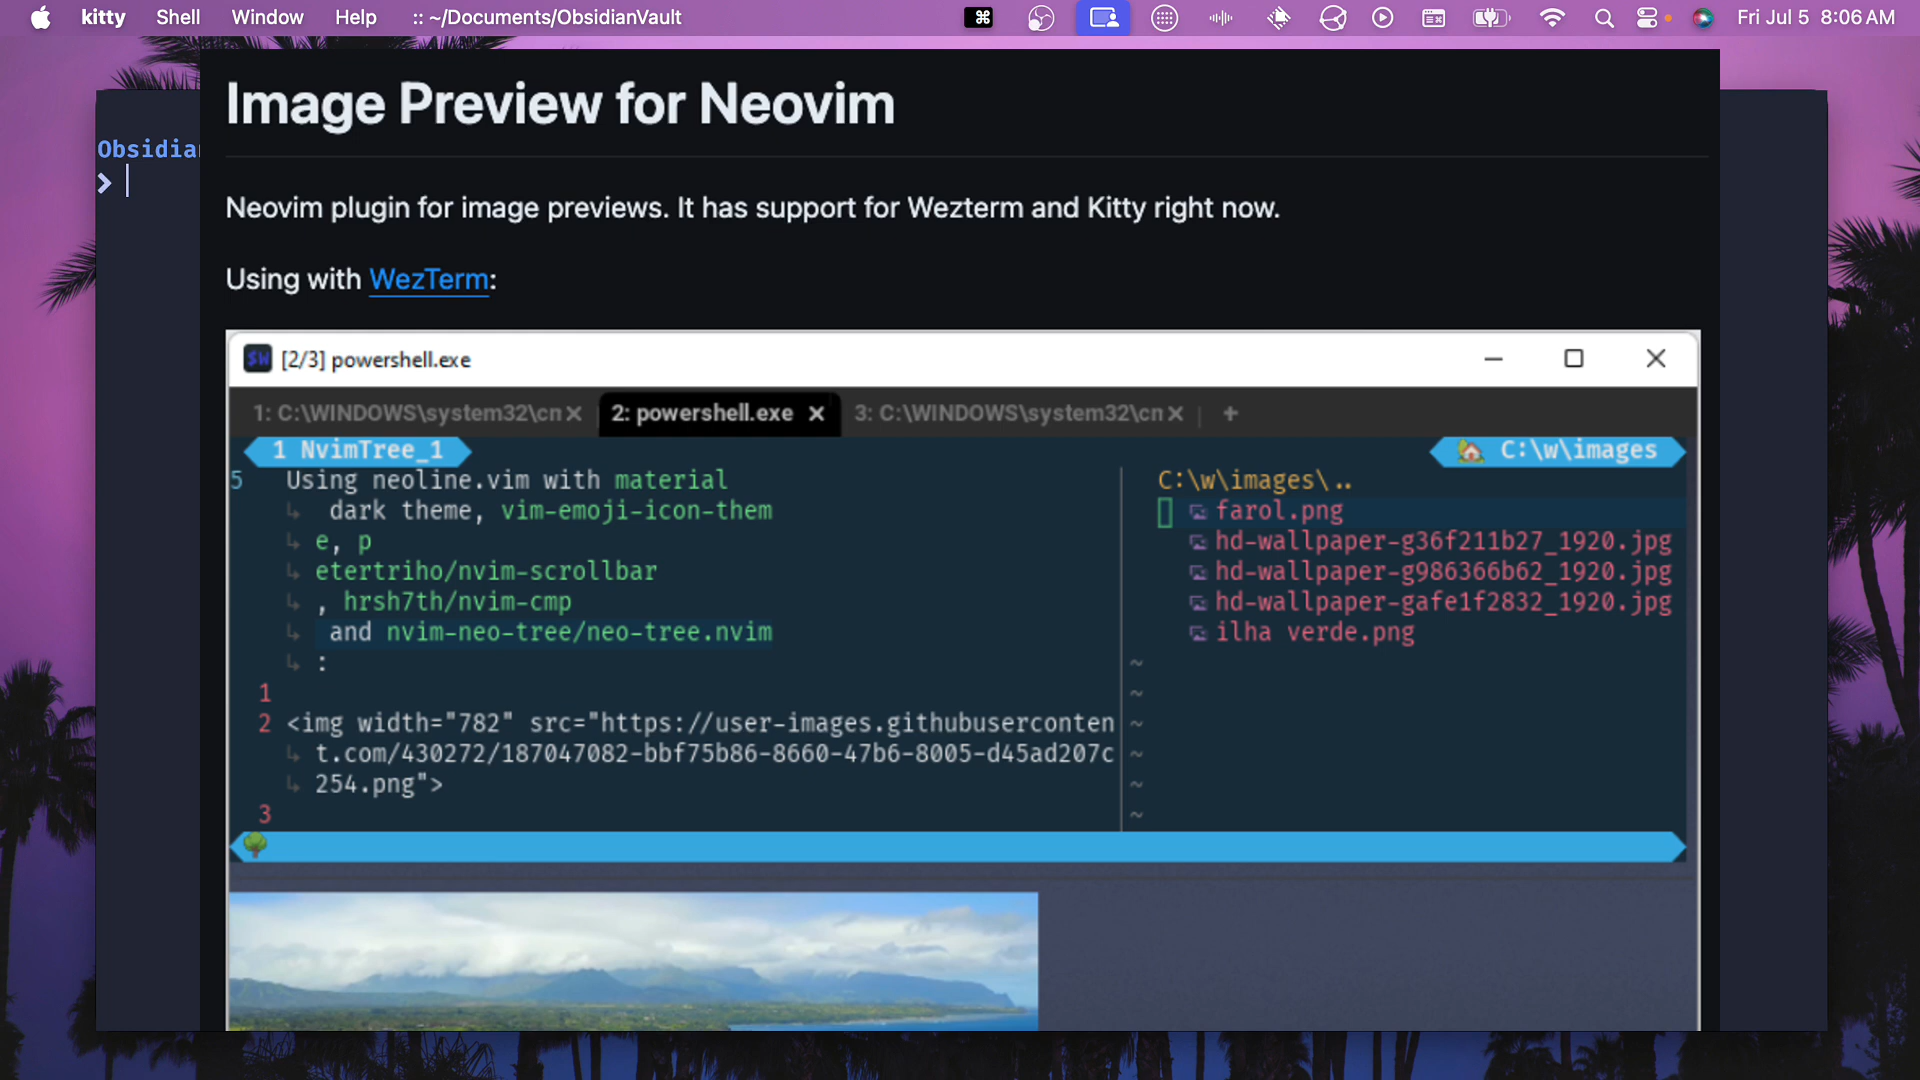 kitty Shell Window Help :: ~/Documents/ObsidianVault Fri Jul 5 8:06 AM
Image Preview for Neovim
Obsidian
❯
Neovim plugin for image previews. It has support for Wezterm and Kitty right now.
Using with WezTerm:
$W [2/3] powershell.exe
1: C:\WINDOWS\system32\cn × 2: powershell.exe × 3: C:\WINDOWS\system32\cn × +
1 NvimTree_1 C:\w\images
5 Using neoline.vim with material C:\w\images\..
↳ dark theme, vim-emoji-icon-them farol.png
↳ e, p hd-wallpaper-g36f211b27_1920.jpg
↳ etertriho/nvim-scrollbar hd-wallpaper-g986366b62_1920.jpg
↳ , hrsh7th/nvim-cmp hd-wallpaper-gafe1f2832_1920.jpg
↳ and nvim-neo-tree/neo-tree.nvim ilha verde.png
↳ : ~
1 ~
2 <img width="782" src="https://user-images.githubuserconten ~
↳ t.com/430272/187047082-bbf75b86-8660-47b6-8005-d45ad207c ~
↳ 254.png"> ~
3 ~